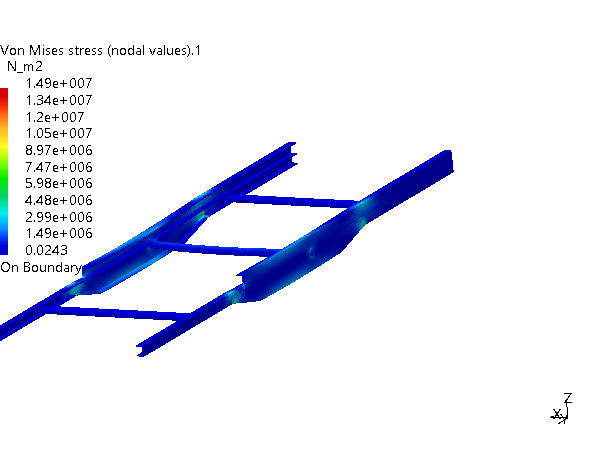 Von Mises stress (nodal values).1
N_m2
1.49e+007
1.34e+007
1.2e+007
1.05e+007
8.97e+006
7.47e+006
5.98e+006
4.48e+006
2.99e+006
1.49e+006
0.0243
On Boundary
Z
X
Y